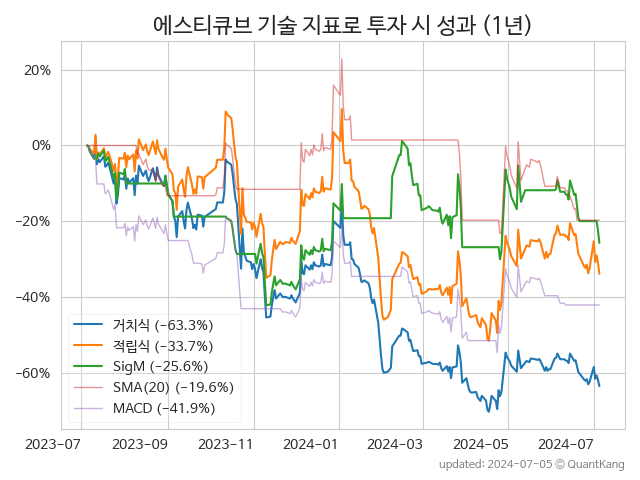 에스티큐브 기술 지표로 투자 시 성과 (1년)
20%
0%
−20%
−40%
−60%
거치식 (−63.3%)
적립식 (−33.7%)
SigM (−25.6%)
SMA(20) (−19.6%)
MACD (−41.9%)
2023-07 2023-09 2023-11 2024-01 2024-03 2024-05 2024-07
updated: 2024-07-05 ⓒ QuantKang